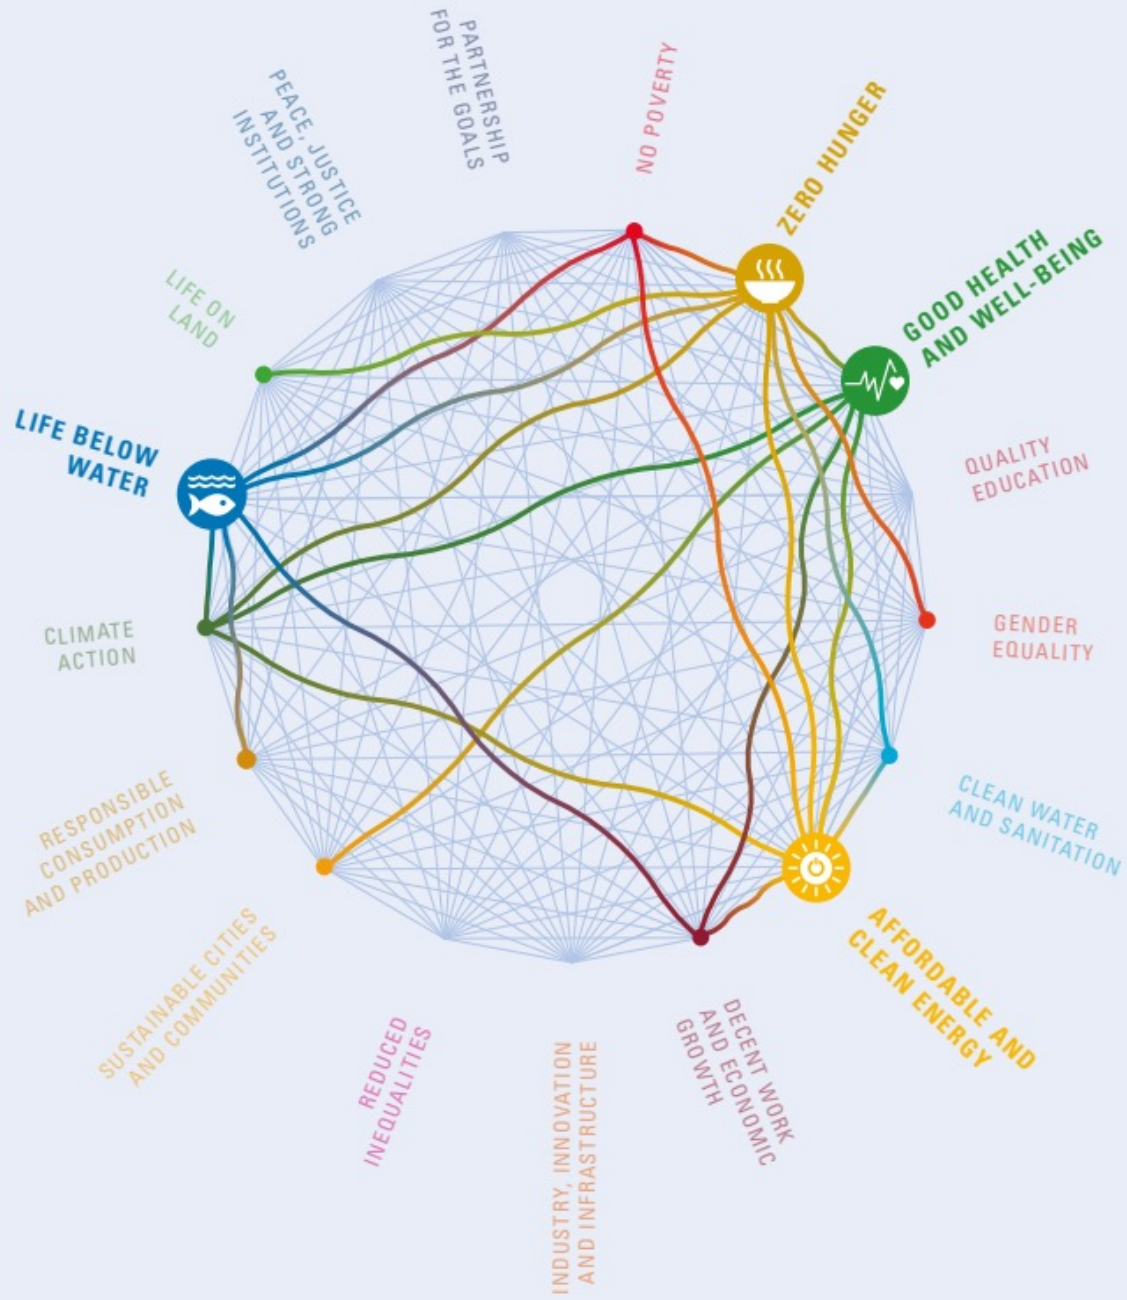 NO POVERTY
ZERO HUNGER
GOOD HEALTH
AND WELL-BEING
QUALITY
EDUCATION
GENDER
EQUALITY
CLEAN WATER
AND SANITATION
AFFORDABLE AND
CLEAN ENERGY
DECENT WORK
AND ECONOMIC
GROWTH
INDUSTRY, INNOVATION
AND INFRASTRUCTURE
REDUCED
INEQUALITIES
SUSTAINABLE CITIES
AND COMMUNITIES
RESPONSIBLE
CONSUMPTION
AND PRODUCTION
CLIMATE
ACTION
LIFE BELOW
WATER
LIFE ON
LAND
PEACE, JUSTICE
AND STRONG
INSTITUTIONS
PARTNERSHIP
FOR THE GOALS